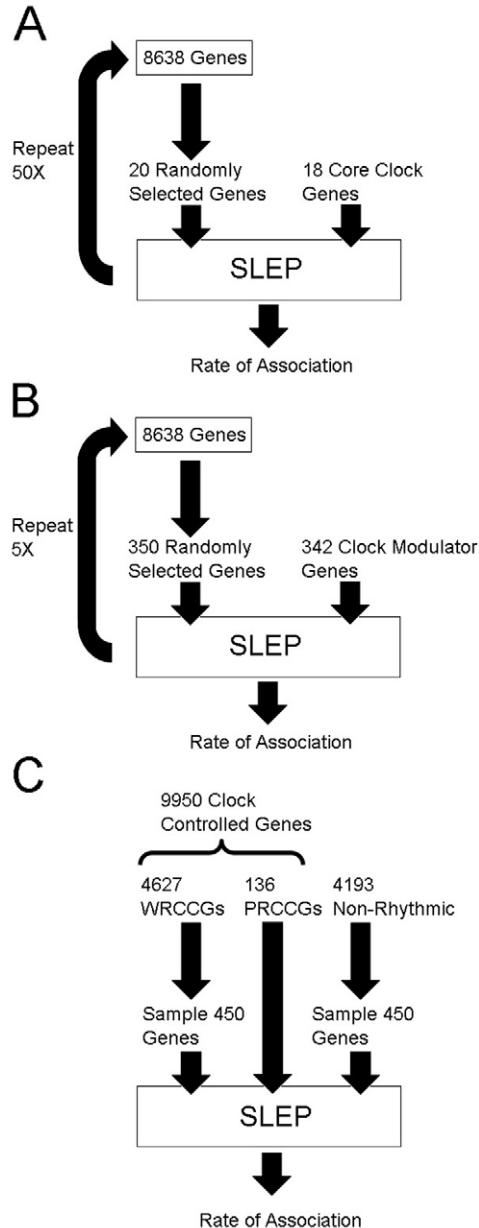 A
8638 Genes
Repeat
50X
20 Randomly
Selected Genes
18 Core Clock
Genes
SLEP
Rate of Association
B
8638 Genes
Repeat
5X
350 Randomly
Selected Genes
342 Clock Modulator
Genes
SLEP
Rate of Association
C
9950 Clock
Controlled Genes
4627
WRCCGs
136
PRCCGs
4193
Non-Rhythmic
Sample 450
Genes
Sample 450
Genes
SLEP
Rate of Association